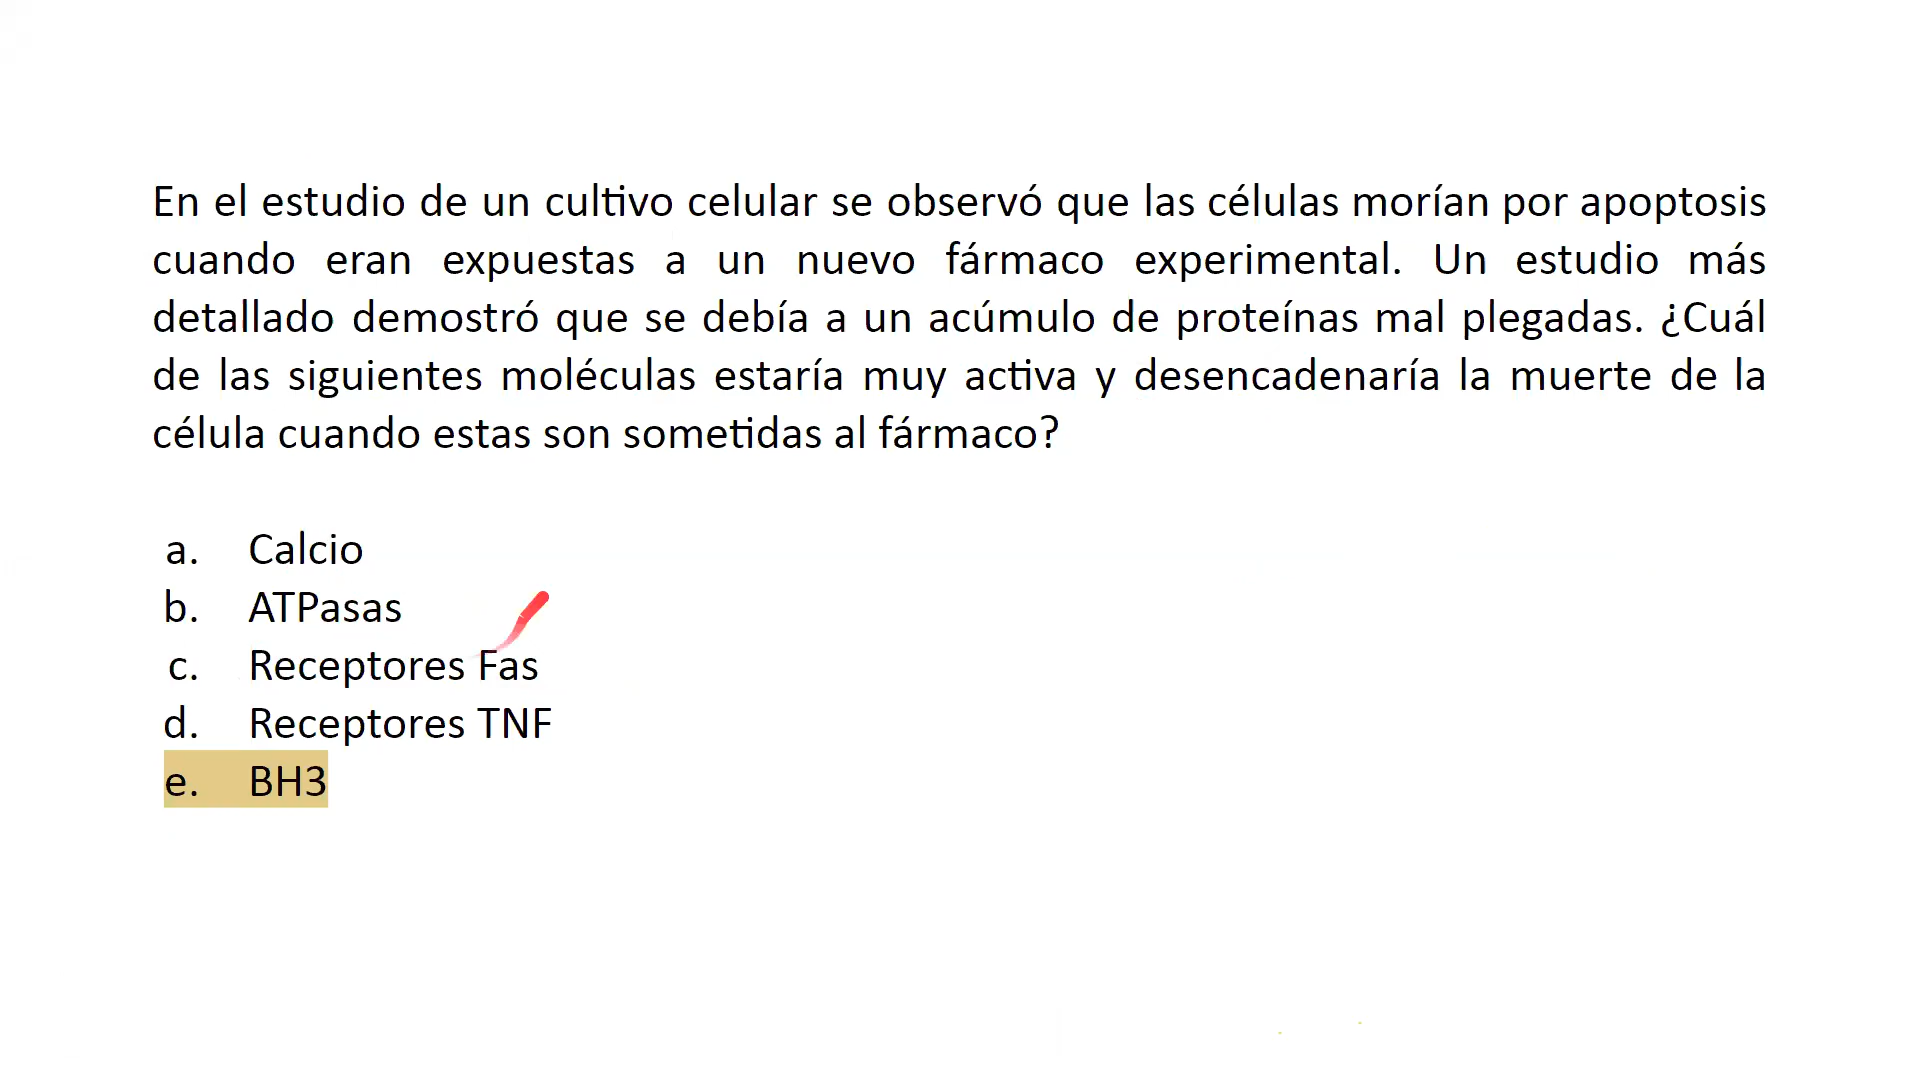 En el estudio de un cultivo celular se observó que las células morían por apoptosis
cuando eran expuestas a un nuevo fármaco experimental. Un estudio más
detallado demostró que se debía a un acúmulo de proteínas mal plegadas. ¿Cuál
de las siguientes moléculas estaría muy activa y desencadenaría la muerte de la
célula cuando estas son sometidas al fármaco?
a. Calcio
b. ATPasas
c. Receptores Fas
d. Receptores TNF
e. BH3